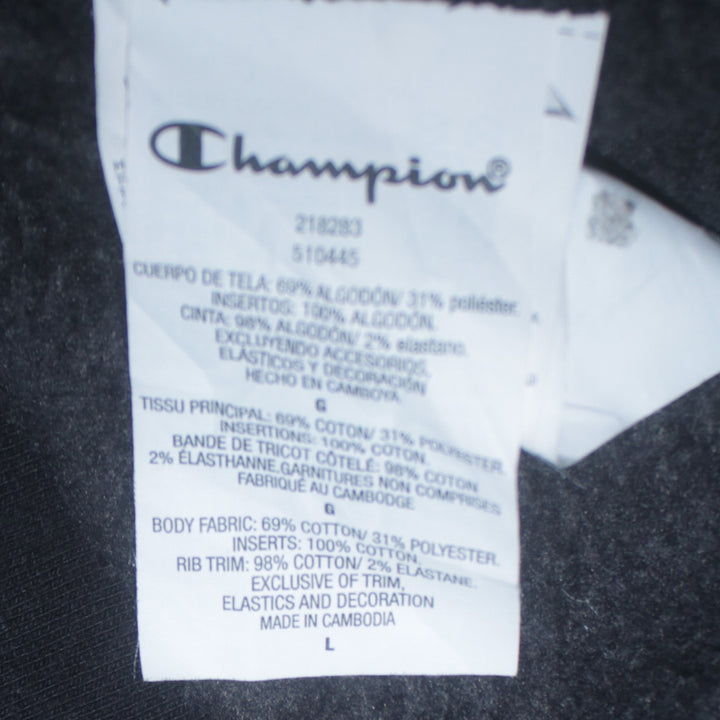 Champion®
218283
510445
CUERPO DE TELA: 69% ALGODÓN/ 31% poliéster.
INSERTOS: 100% ALGODÓN.
CINTA: 98% ALGODÓN/ 2% elastano.
EXCLUYENDO ACCESORIOS,
ELÁSTICOS Y DECORACIÓN
HECHO EN CAMBOYA
G
TISSU PRINCIPAL: 69% COTON/ 31% POLYESTER.
INSERTIONS: 100% COTON.
BANDE DE TRICOT CÔTELÉ: 98% COTON
2% ÉLASTHANNE.GARNITURES NON COMPRISES
FABRIQUÉ AU CAMBODGE
G
BODY FABRIC: 69% COTTON/ 31% POLYESTER.
INSERTS: 100% COTTON.
RIB TRIM: 98% COTTON/ 2% ELASTANE.
EXCLUSIVE OF TRIM,
ELASTICS AND DECORATION
MADE IN CAMBODIA
L